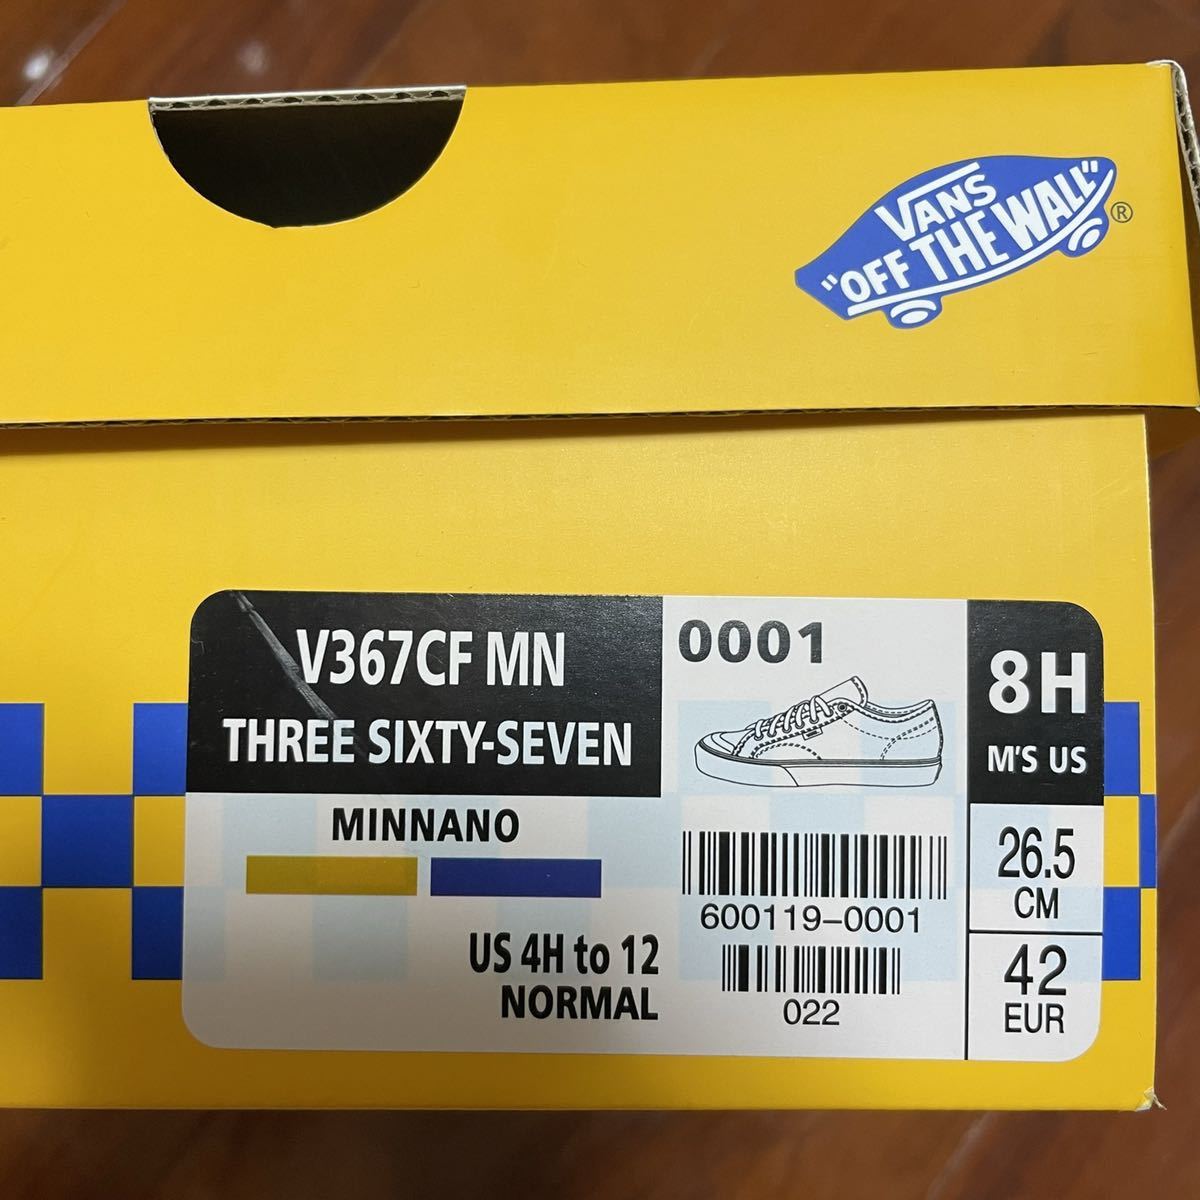 VANS
"OFF THE WALL"
®
V367CF MN
THREE SIXTY-SEVEN
MINNANO
US 4H to 12
NORMAL
0001
600119-0001
022
8H
M'S US
26.5
CM
42
EUR